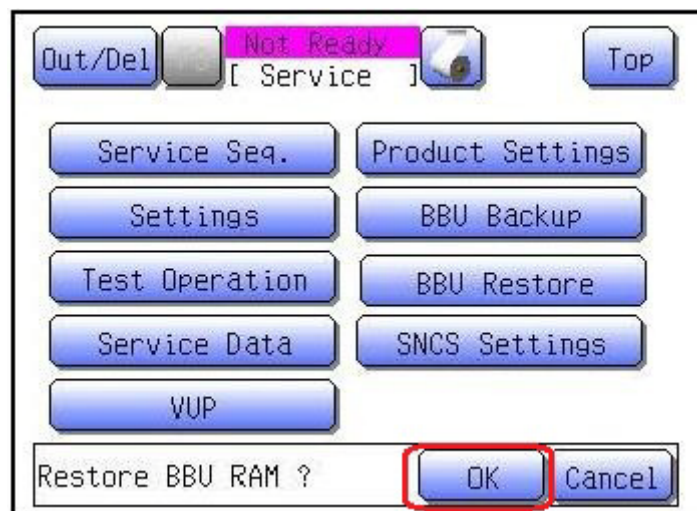 Out/Del Not Ready Top
[ Service ]
Service Seq. Product Settings
Settings BBU Backup
Test Operation BBU Restore
Service Data SNCS Settings
VUP
Restore BBU RAM ? OK Cancel